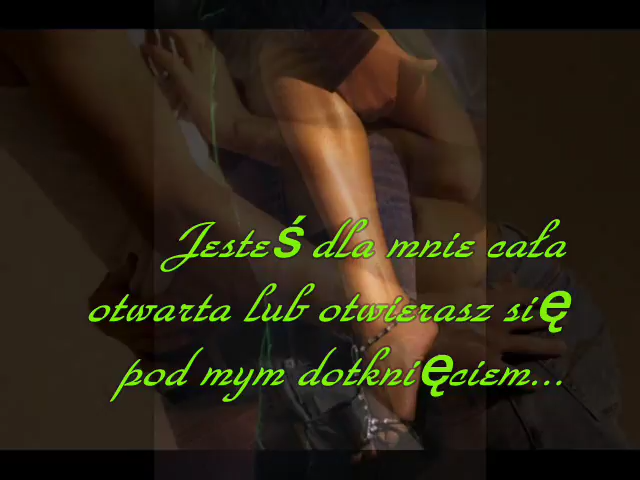 Jesteś dla mnie cała
otwarta lub otwierasz się
pod mym dotknięciem...